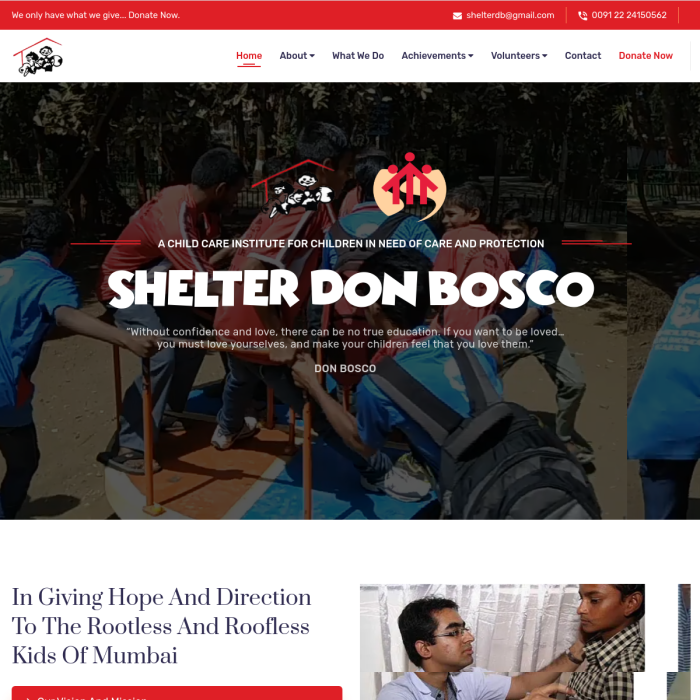 We only have what we give... Donate Now.
shelterdb@gmail.com
0091 22 24150562
Home
About
What We Do
Achievements
Volunteers
Contact
Donate Now
A CHILD CARE INSTITUTE FOR CHILDREN IN NEED OF CARE AND PROTECTION
SHELTER DON BOSCO
“Without confidence and love, there can be no true education. If you want to be loved...
you must love yourselves, and make your children feel that you love them.”
DON BOSCO
In Giving Hope And Direction
To The Rootless And Roofless
Kids Of Mumbai
Our Vision And Mission